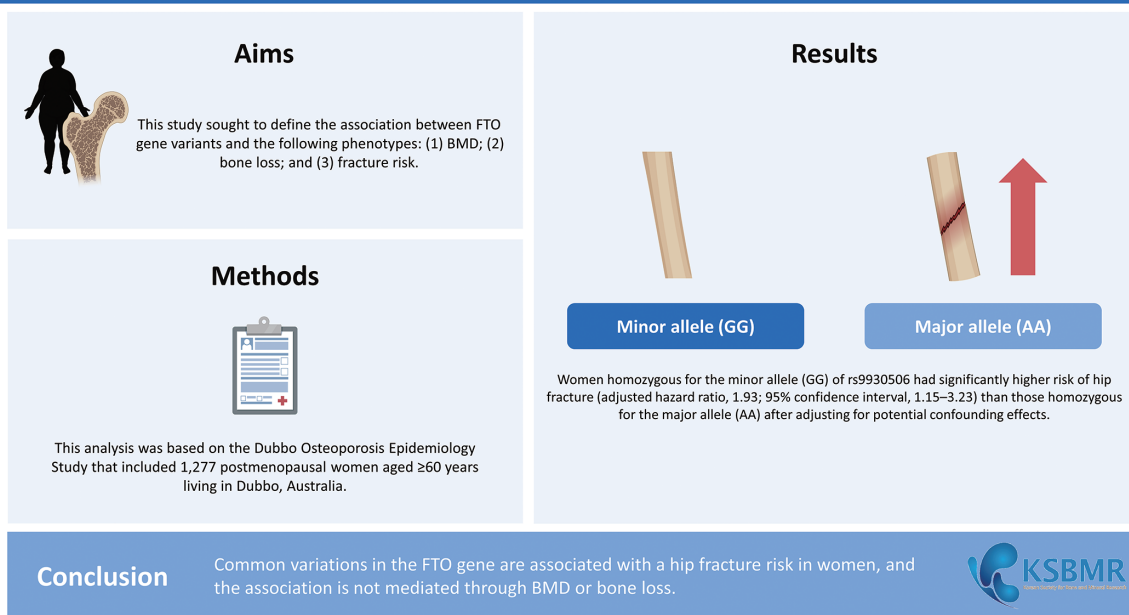 Aims
This study sought to define the association between FTO
gene variants and the following phenotypes: (1) BMD; (2)
bone loss; and (3) fracture risk.
Methods
This analysis was based on the Dubbo Osteoporosis Epidemiology
Study that included 1,277 postmenopausal women aged ≥60 years
living in Dubbo, Australia.
Results
Minor allele (GG)
Major allele (AA)
Women homozygous for the minor allele (GG) of rs9930506 had significantly higher risk of hip
fracture (adjusted hazard ratio, 1.93; 95% confidence interval, 1.15–3.23) than those homozygous
for the major allele (AA) after adjusting for potential confounding effects.
Conclusion
Common variations in the FTO gene are associated with a hip fracture risk in women, and
the association is not mediated through BMD or bone loss.
KSBMR